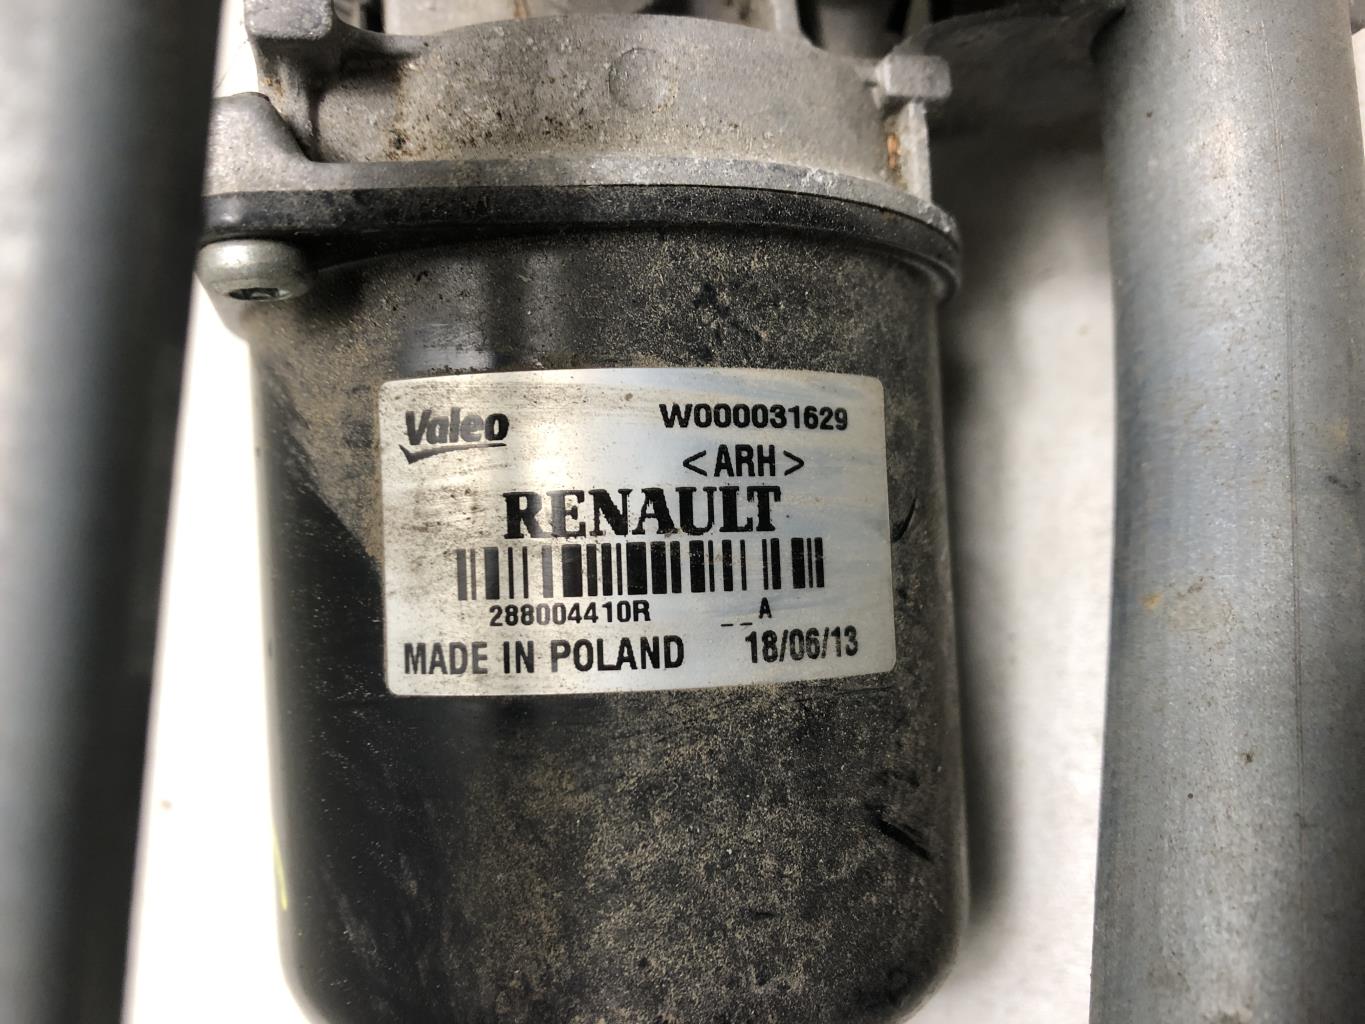 Valeo W000031629
<ARH>
RENAULT
288004410R __A
MADE IN POLAND 18/06/13